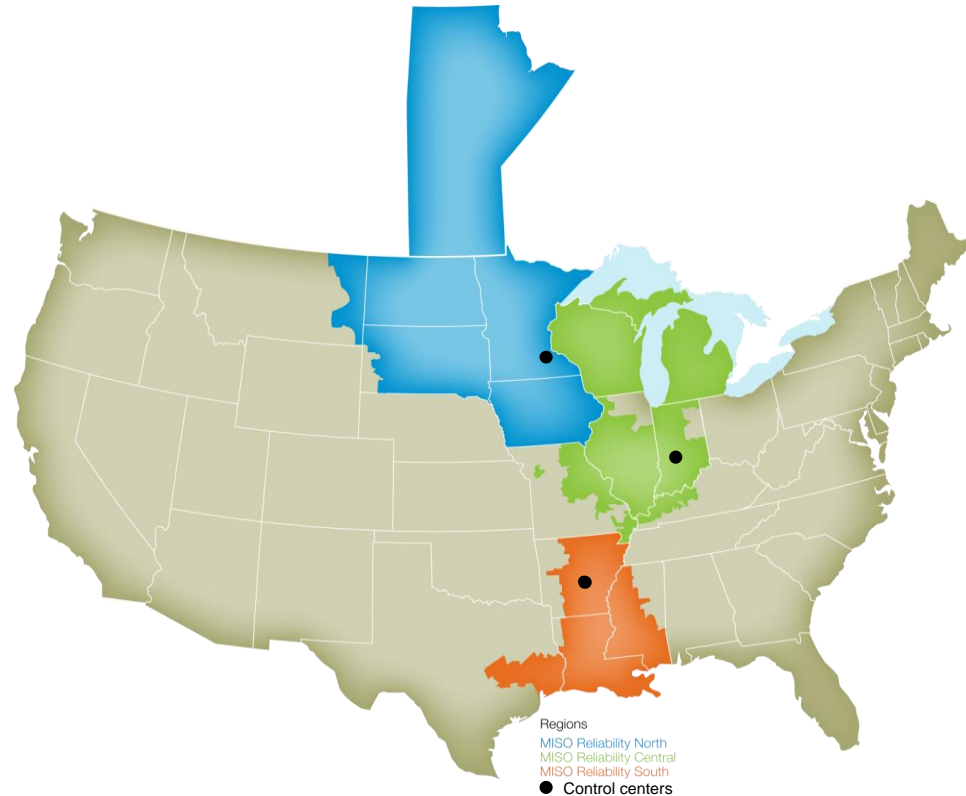 Regions
MISO Reliability North
MISO Reliability Central
MISO Reliability South
Control centers